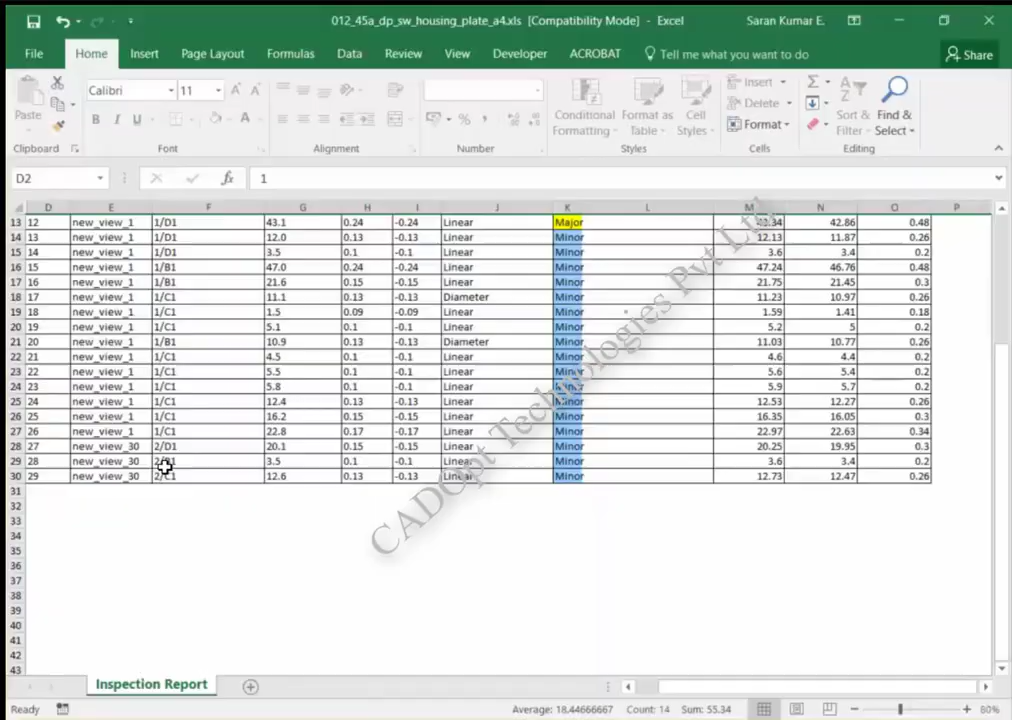 012_45a_dp_sw_housing_plate_a4.xls [Compatibility Mode] - Excel
Saran Kumar E.
File Home Insert Page Layout Formulas Data Review View Developer ACROBAT Tell me what you want to do Share
Paste
Calibri 11 A A
B I U A
Conditional Formatting
Format as Table
Cell Styles
Insert
Delete
Format
Sort & Filter
Find & Select
Clipboard Font Alignment Number Styles Cells Editing
D2 fx 1
D E F G H I J K L M N O P
13 12 new_view_1 1/D1 43.1 0.24 -0.24 Linear Major 42.86 0.48
14 13 new_view_1 1/D1 12.0 0.13 -0.13 Linear Minor 12.13 11.87 0.26
15 14 new_view_1 1/D1 3.5 0.1 -0.1 Linear Minor 3.6 3.4 0.2
16 15 new_view_1 1/B1 47.0 0.24 -0.24 Linear Minor 47.24 46.76 0.48
17 16 new_view_1 1/B1 21.6 0.15 -0.15 Linear Minor 21.75 21.45 0.3
18 17 new_view_1 1/C1 11.1 0.13 -0.13 Diameter Minor 11.23 10.97 0.26
19 18 new_view_1 1/C1 1.5 0.09 -0.09 Linear Minor 1.59 1.41 0.18
20 19 new_view_1 1/C1 5.1 0.1 -0.1 Linear Minor 5.2 5 0.2
21 20 new_view_1 1/B1 10.9 0.13 -0.13 Diameter Minor 11.03 10.77 0.26
22 21 new_view_1 1/C1 4.5 0.1 -0.1 Linear Minor 4.6 4.4 0.2
23 22 new_view_1 1/C1 5.5 0.1 -0.1 Linear Minor 5.6 5.4 0.2
24 23 new_view_1 1/C1 5.8 0.1 -0.1 Linear Minor 5.9 5.7 0.2
25 24 new_view_1 1/C1 12.4 0.13 -0.13 Linear Minor 12.53 12.27 0.26
26 25 new_view_1 1/C1 16.2 0.15 -0.15 Linear Minor 16.35 16.05 0.3
27 26 new_view_1 1/C1 22.8 0.17 -0.17 Linear Minor 22.97 22.63 0.34
28 27 new_view_30 2/D1 20.1 0.15 -0.15 Linear Minor 20.25 19.95 0.3
29 28 new_view_30 3.5 0.1 -0.1 Linear Minor 3.6 3.4 0.2
30 29 new_view_30 2/C1 12.6 0.13 -0.13 Linear Minor 12.73 12.47 0.26
31
32
33
34
35
36
37
38
39
40
41
42
43
CADOpt Technologies Pvt Ltd
Inspection Report
Ready Average: 18.44666667 Count: 14 Sum: 55.34 80%